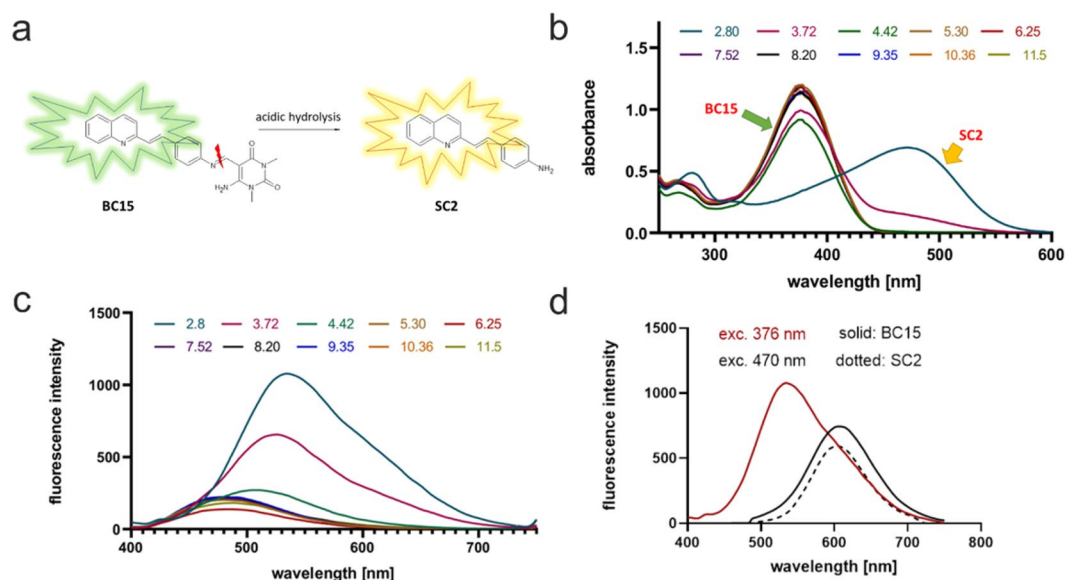 a
acidic hydrolysis
N
N
NH₂
O
N
O
N
H₂N
BC15
N
NH₂
SC2
b
2.80 3.72 4.42 5.30 6.25
7.52 8.20 9.35 10.36 11.5
absorbance
1.5
1.0
0.5
0.0
BC15
SC2
300 400 500 600
wavelength [nm]
c
2.8 3.72 4.42 5.30 6.25
7.52 8.20 9.35 10.36 11.5
fluorescence intensity
1500
1000
500
0
400 500 600 700
wavelength [nm]
d
exc. 376 nm solid: BC15
exc. 470 nm dotted: SC2
fluorescence intensity
1500
1000
500
0
400 500 600 700 800
wavelength [nm]